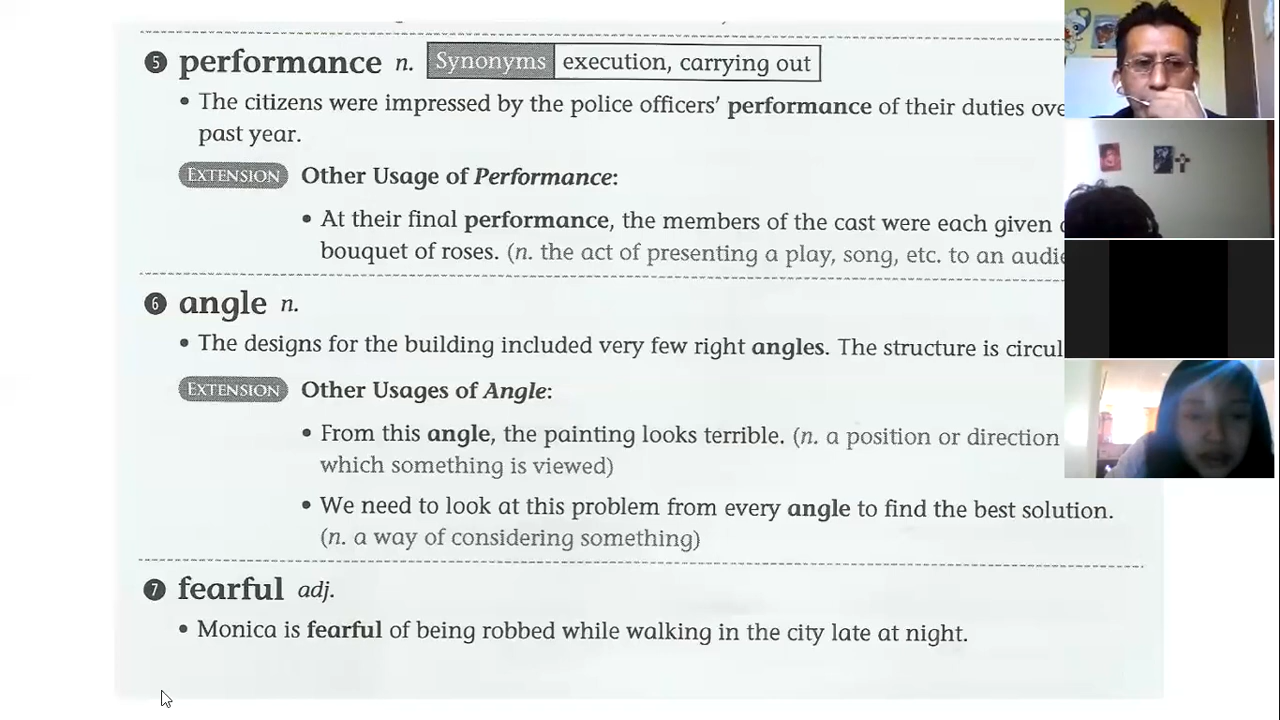 5 performance n. Synonyms execution, carrying out
• The citizens were impressed by the police officers' performance of their duties
past year.
EXTENSION Other Usage of Performance:
• At their final performance, the members of the cast were each given
bouquet of roses. (n. the act of presenting a play, song, etc. to an
6 angle n.
• The designs for the building included very few right angles. The structure is
EXTENSION Other Usages of Angle:
• From this angle, the painting looks terrible. (n. a position or direction
which something is viewed)
• We need to look at this problem from every angle to find the best solution.
(n. a way of considering something)
7 fearful adj.
• Monica is fearful of being robbed while walking in the city late at night.